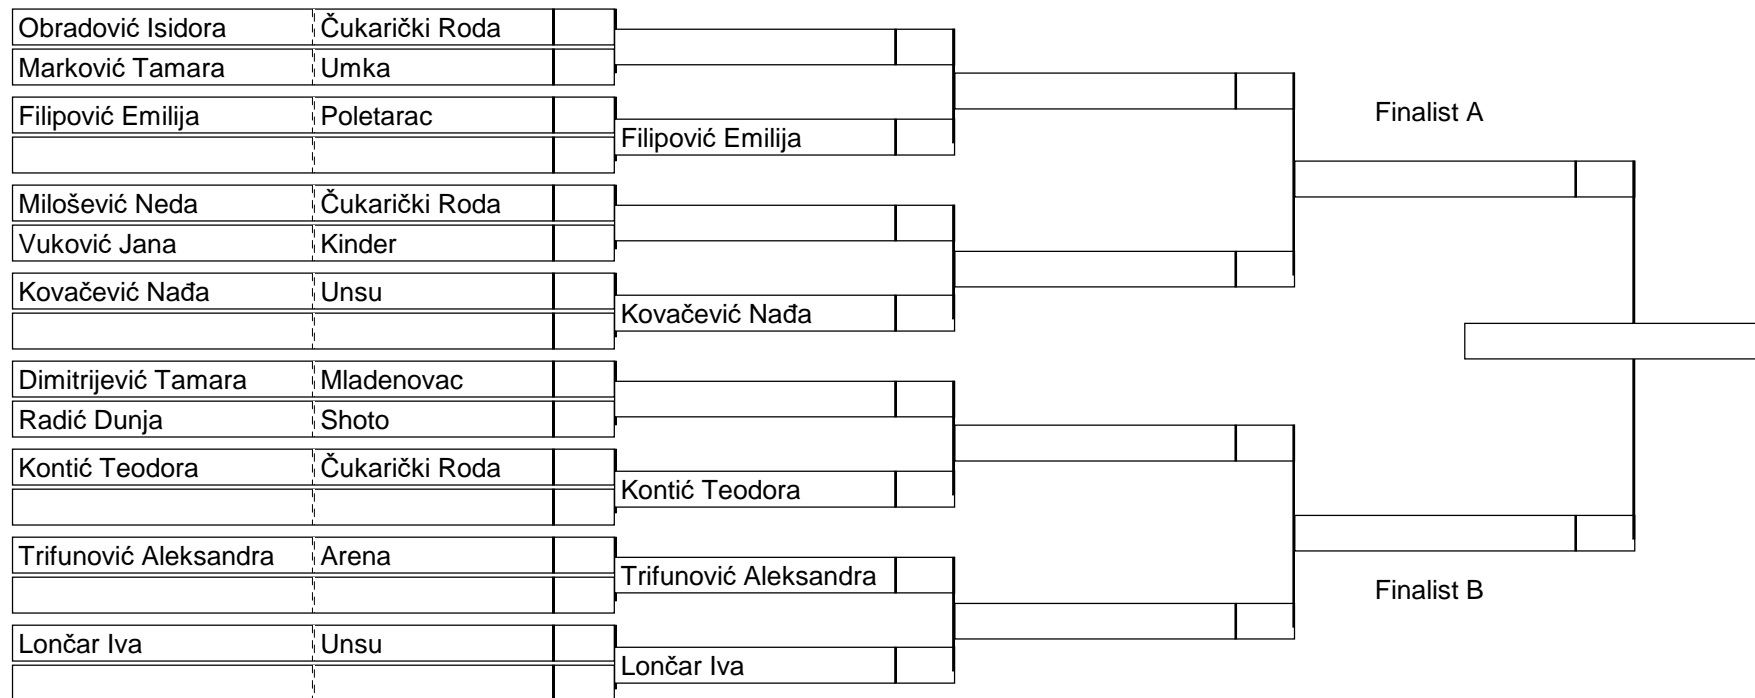 Obradović Isidora Čukarički Roda
Marković Tamara Umka
Filipović Emilija Poletarac
Filipović Emilija
Milošević Neda Čukarički Roda
Vuković Jana Kinder
Kovačević Nađa Unsu
Kovačević Nađa
Dimitrijević Tamara Mladenovac
Radić Dunja Shoto
Kontić Teodora Čukarički Roda
Kontić Teodora
Trifunović Aleksandra Arena
Trifunović Aleksandra
Lončar Iva Unsu
Lončar Iva
Finalist A
Finalist B